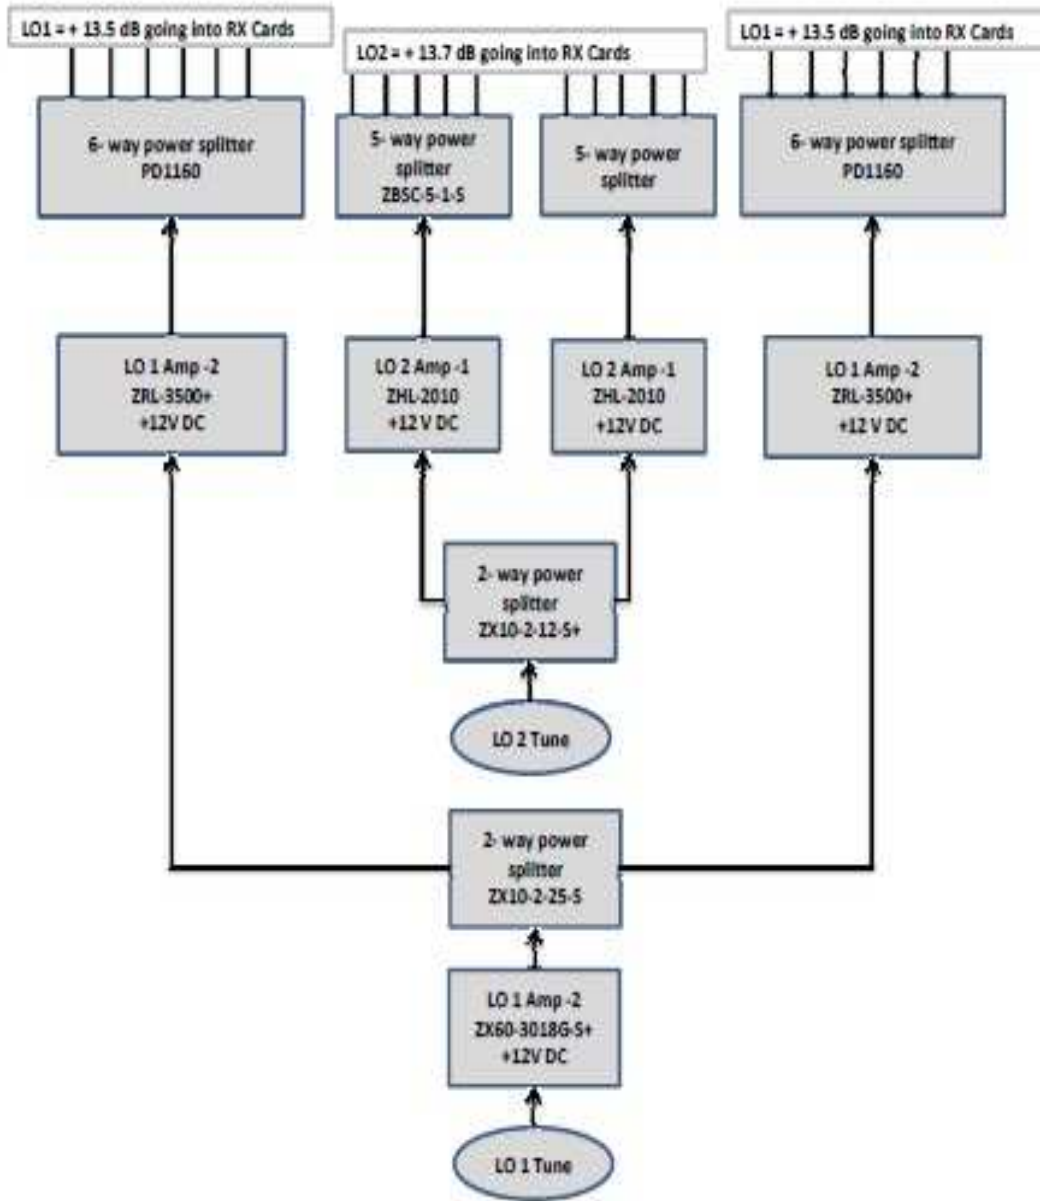 LO1 = + 13.5 dB going into RX Cards
LO2 = + 13.7 dB going into RX Cards
LO1 = + 13.5 dB going into RX Cards
6- way power splitter
PD1160
5- way power
splitter
ZBSC-5-1-S
5- way power
splitter
6- way power splitter
PD1160
LO 1 Amp -2
ZRL-3500+
+12V DC
LO 2 Amp -1
ZHL-2010
+12 V DC
LO 2 Amp -1
ZHL-2010
+12V DC
LO 1 Amp -2
ZRL-3500+
+12 V DC
2- way power
splitter
ZX10-2-12-S+
LO 2 Tune
2- way power
splitter
ZX10-2-25-S
LO 1 Amp -2
ZX60-3018G-S+
+12V DC
LO 1 Tune